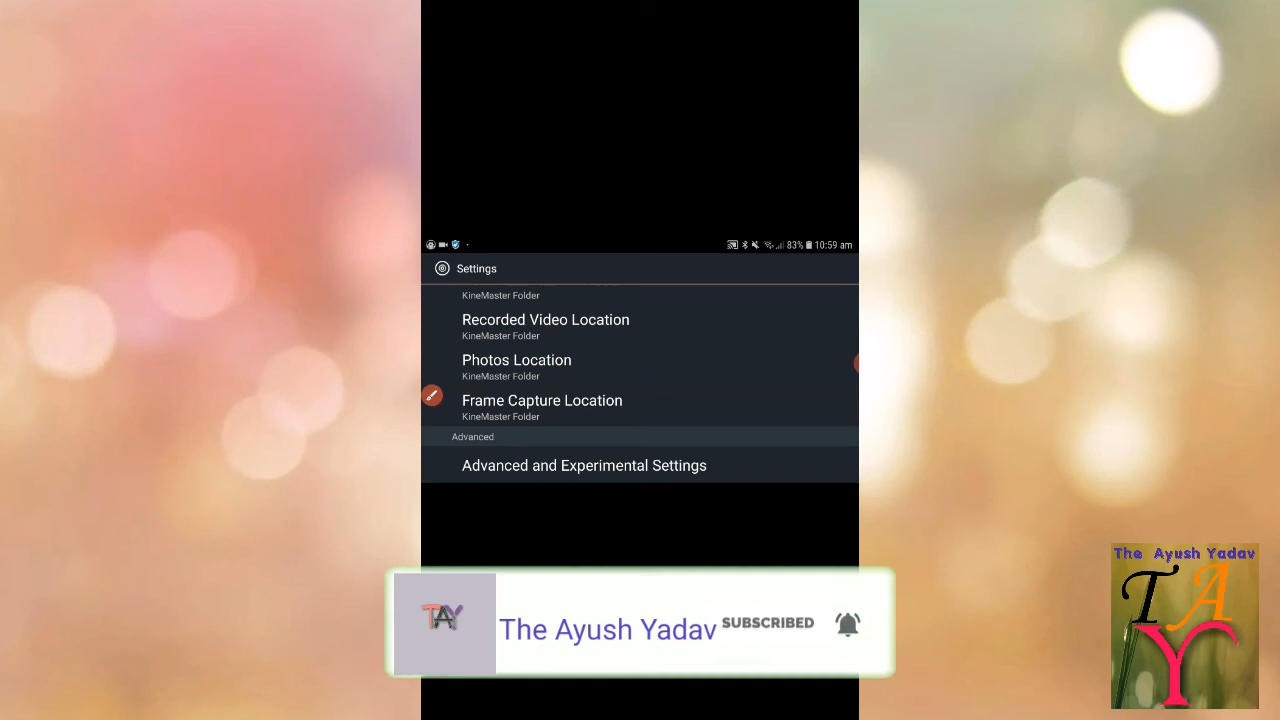 83% 10:59 am
Settings
KineMaster Folder
Recorded Video Location
KineMaster Folder
Photos Location
KineMaster Folder
Frame Capture Location
KineMaster Folder
Advanced
Advanced and Experimental Settings
TAY
The Ayush Yadav SUBSCRIBED
The Ayush Yadav
TAY